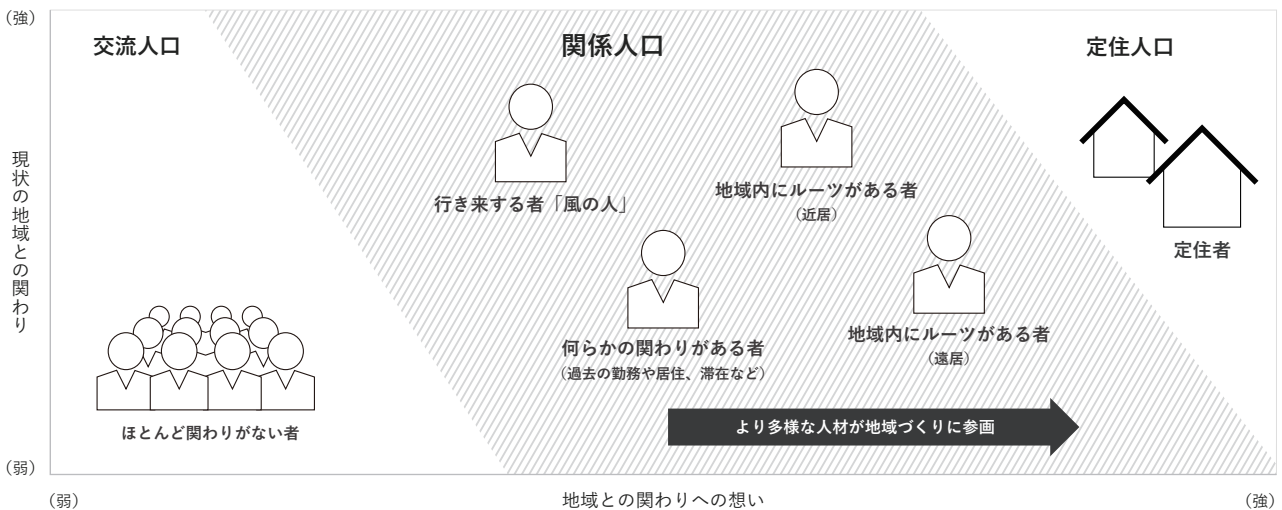 （強）
交流人口
関係人口
定住人口
現状の地域との関わり
行き来する者「風の人」
地域内にルーツがある者
（近居）
定住者
何らかの関わりがある者
（過去の勤務や居住、滞在など）
地域内にルーツがある者
（遠居）
ほとんど関わりがない者
より多様な人材が地域づくりに参画
（弱）
（弱）
地域との関わりへの想い
（強）